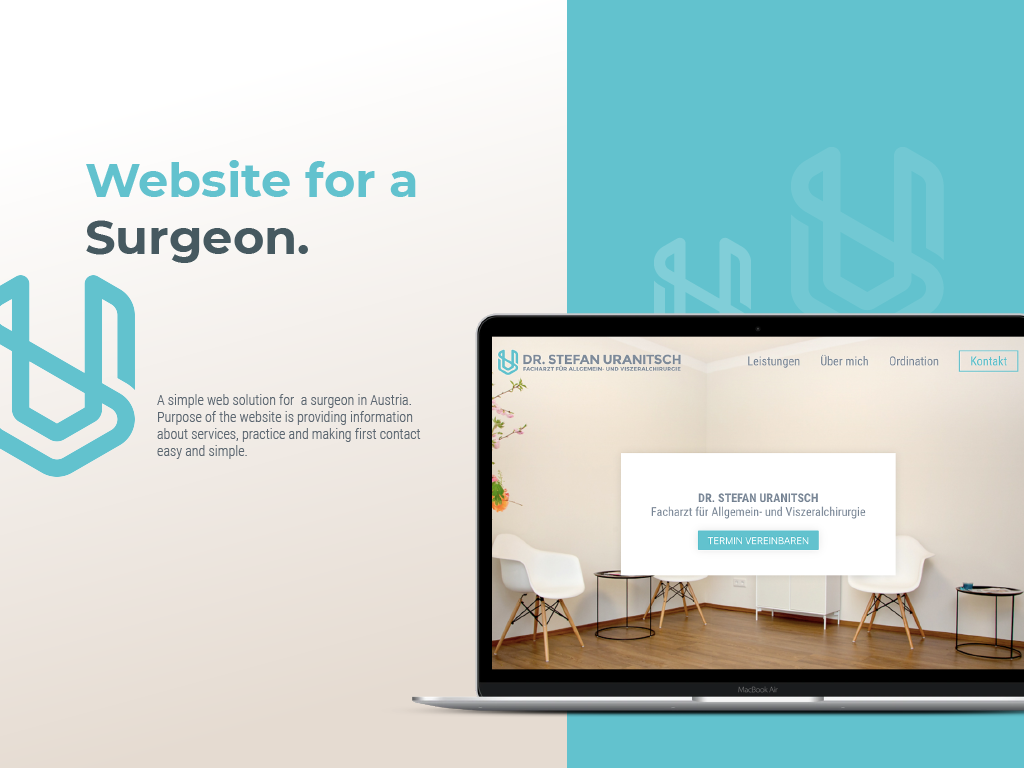 Website for a
Surgeon.
A simple web solution for  a surgeon in Austria.
Purpose of the website is providing information
about services, practice and making first contact
easy and simple.
DR. STEFAN URANITSCH
FACHARZT FÜR ALLGEMEIN- UND VISZERALCHIRURGIE
Leistungen Über mich Ordination Kontakt
DR. STEFAN URANITSCH
Facharzt für Allgemein- und Viszeralchirurgie
TERMIN VEREINBAREN
MacBook Air